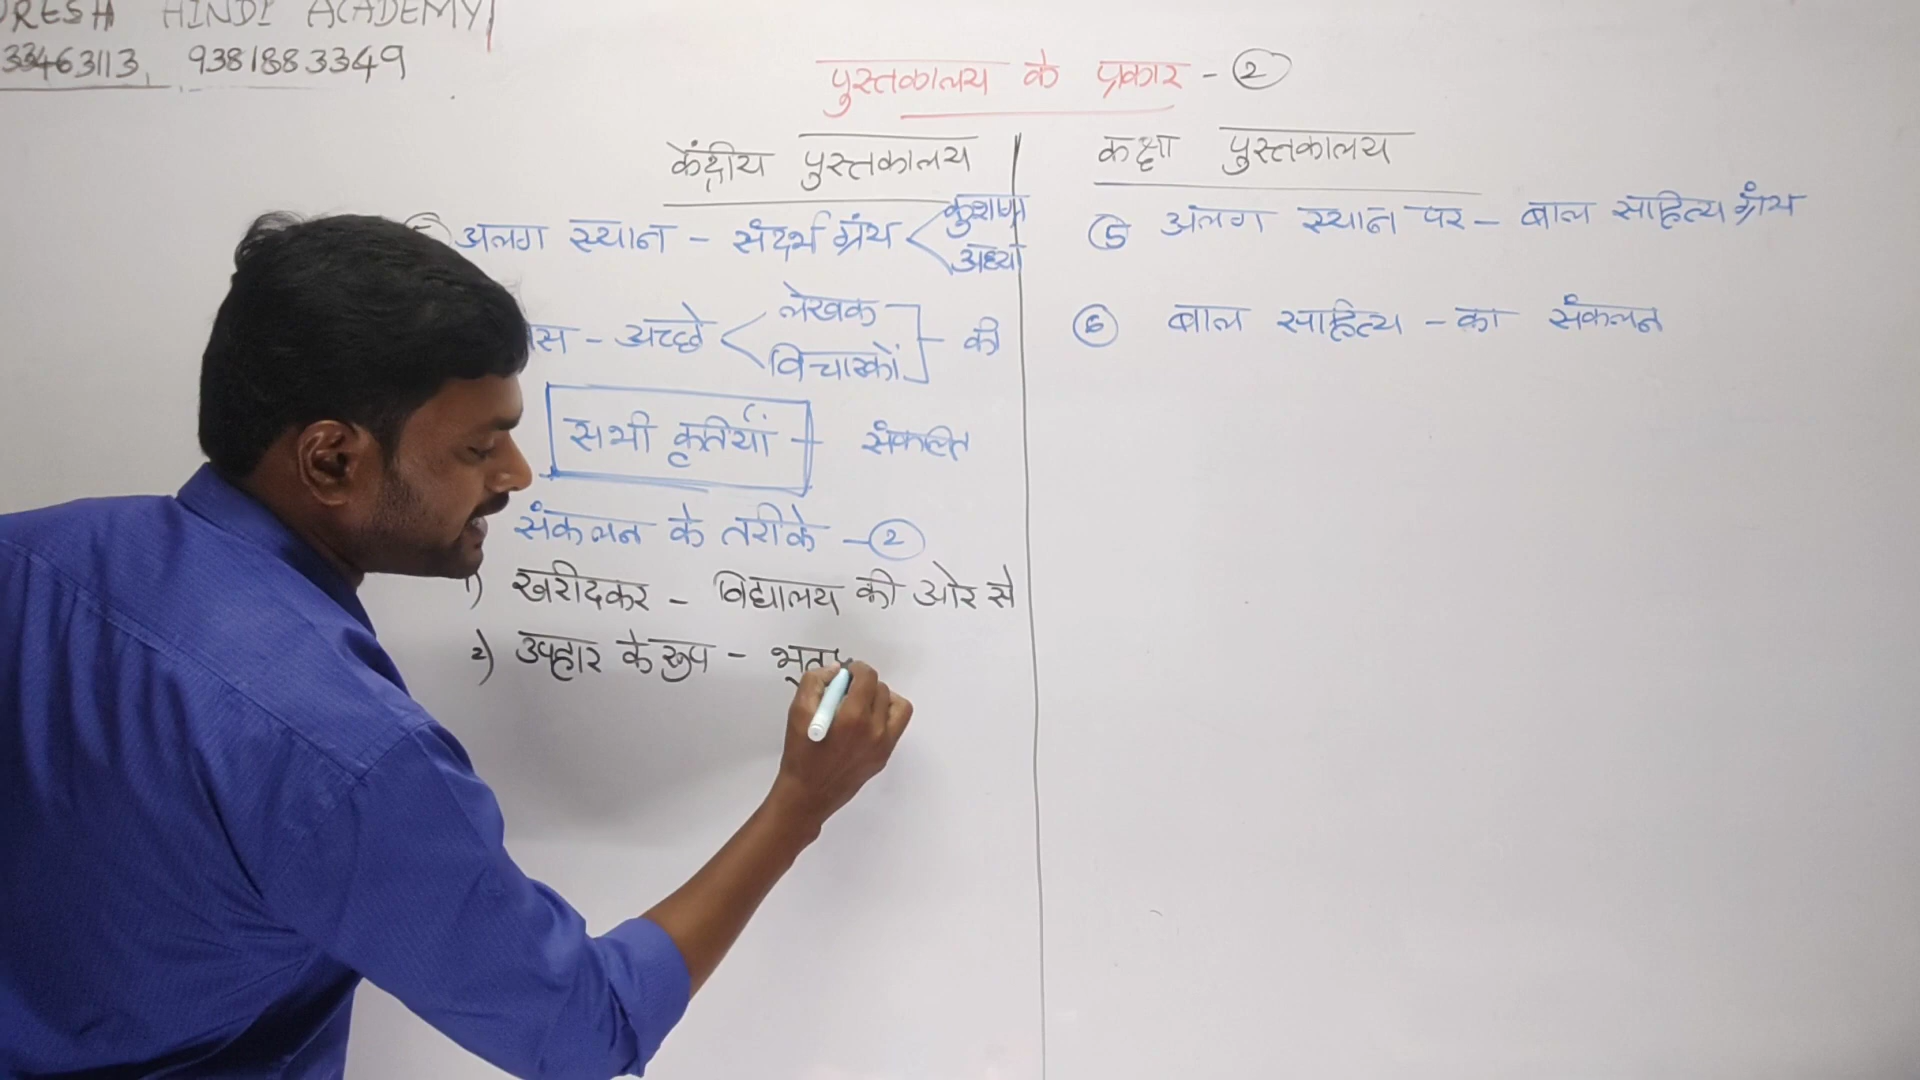 HINDI ACADEMY
33463113, 9381883349
पुस्तकालय के प्रकार - 2
केंद्रीय पुस्तकालय
अलग स्थान - संदर्भ ग्रंथ
लेखक
- अच्छे
विचारकों
की
सभी कृतियाँ - संकलित
संकलन के तरीके - 2
1) खरीदकर - विद्यालय की ओर से
2) उपहार के रूप -
कक्षा पुस्तकालय
5 अलग स्थान पर - बाल साहित्य ग्रंथ
6 बाल साहित्य - का संकलन